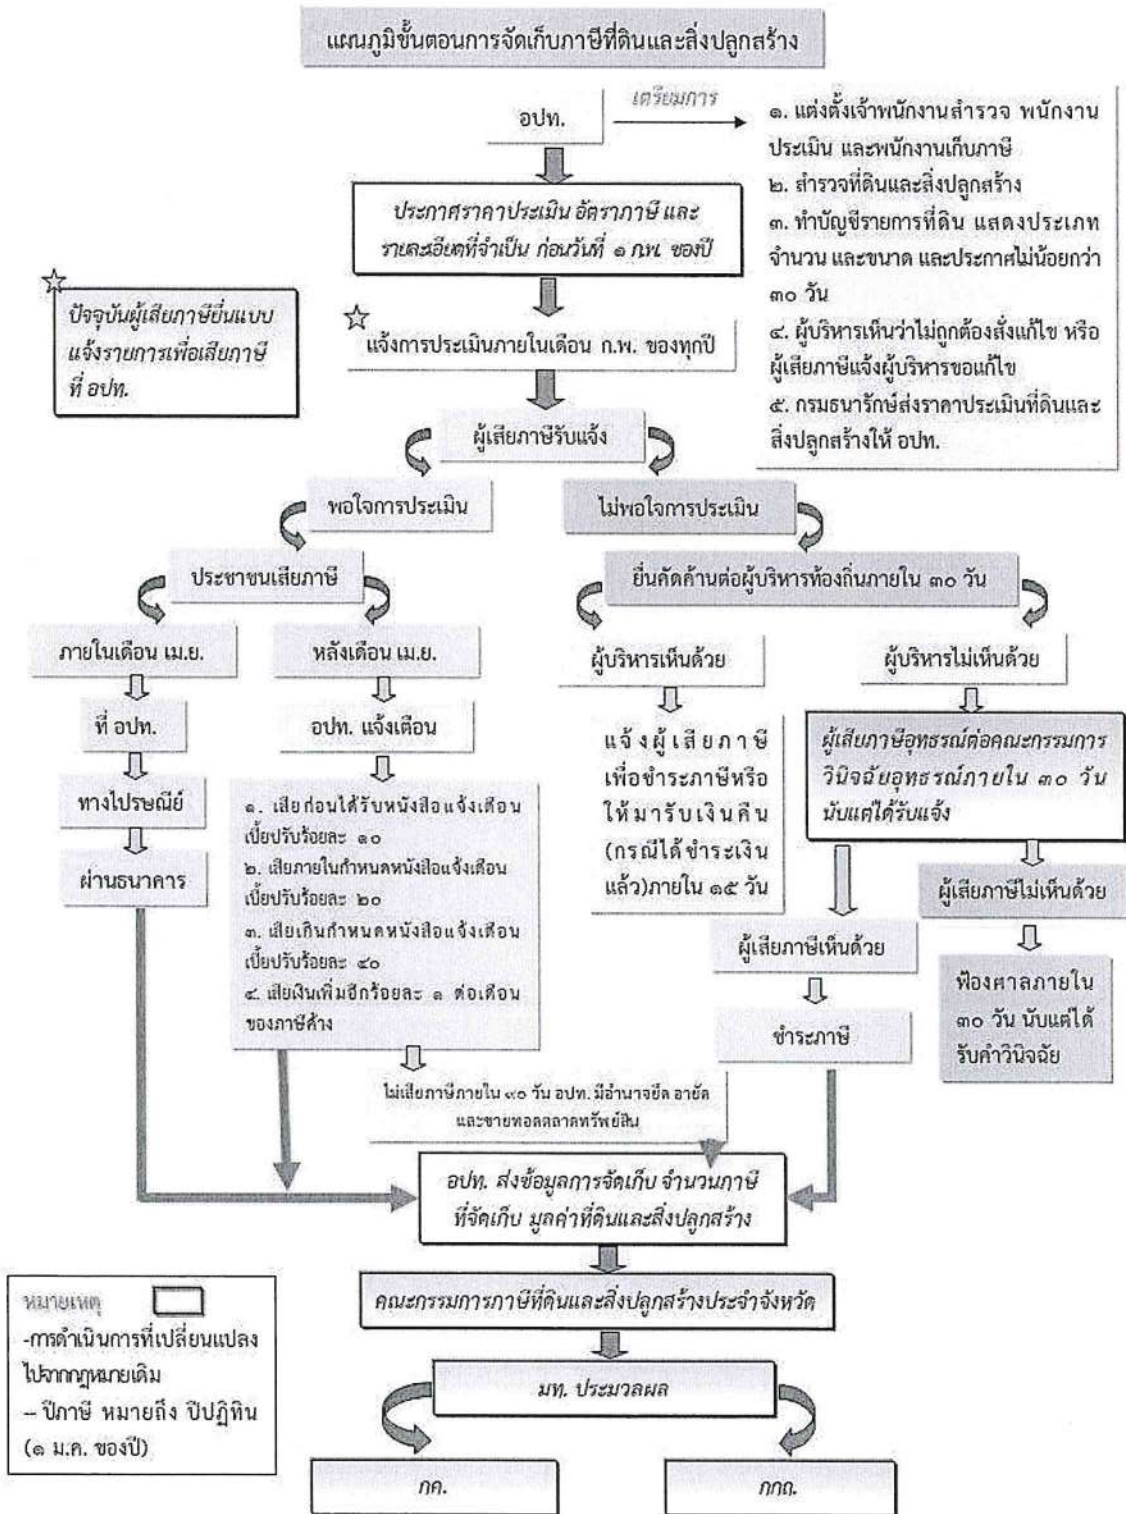 แผนภูมิขั้นตอนการจัดเก็บภาษีที่ดินและสิ่งปลูกสร้าง
อปท.
เตรียมการ
๑. แต่งตั้งเจ้าพนักงานสำรวจ พนักงาน
ประเมิน และพนักงานเก็บภาษี
๒. สำรวจที่ดินและสิ่งปลูกสร้าง
๓. ทำบัญชีรายการที่ดิน แสดงประเภท
จำนวน และขนาด และประกาศไม่น้อยกว่า
๓๐ วัน
๔. ผู้บริหารเห็นว่าไม่ถูกต้องสั่งแก้ไข หรือ
ผู้เสียภาษีแจ้งผู้บริหารขอแก้ไข
๕. กรมธนารักษ์ส่งราคาประเมินที่ดินและ
สิ่งปลูกสร้างให้ อปท.
ประกาศราคาประเมิน อัตราภาษี และ
รายละเอียดที่จำเป็น ก่อนวันที่ ๑ ก.พ. ของปี
ปัจจุบันผู้เสียภาษียื่นแบบ
แจ้งรายการเพื่อเสียภาษี
ที่ อปท.
แจ้งการประเมินภายในเดือน ก.พ. ของทุกปี
ผู้เสียภาษีรับแจ้ง
พอใจการประเมิน
ไม่พอใจการประเมิน
ประชาชนเสียภาษี
ยื่นคัดค้านต่อผู้บริหารท้องถิ่นภายใน ๓๐ วัน
ภายในเดือน เม.ย.
หลังเดือน เม.ย.
ผู้บริหารเห็นด้วย
ผู้บริหารไม่เห็นด้วย
ที่ อปท.
อปท. แจ้งเตือน
ทางไปรษณีย์
ผ่านธนาคาร
๑. เสียก่อนได้รับหนังสือแจ้งเตือน
เบี้ยปรับร้อยละ ๑๐
๒. เสียภายในกำหนดหนังสือแจ้งเตือน
เบี้ยปรับร้อยละ ๒๐
๓. เสียเกินกำหนดหนังสือแจ้งเตือน
เบี้ยปรับร้อยละ ๔๐
๔. เสียเงินเพิ่มอีกร้อยละ ๑ ต่อเดือน
ของภาษีค้าง
แจ้งผู้เสียภาษี
เพื่อชำระภาษีหรือ
ให้มารับเงินคืน
(กรณีได้ชำระเงิน
แล้ว)ภายใน ๑๕ วัน
ผู้เสียภาษีอุทธรณ์ต่อคณะกรรมการ
วินิจฉัยอุทธรณ์ภายใน ๓๐ วัน
นับแต่ได้รับแจ้ง
ผู้เสียภาษีไม่เห็นด้วย
ผู้เสียภาษีเห็นด้วย
ฟ้องศาลภายใน
๓๐ วัน นับแต่ได้
รับคำวินิจฉัย
ชำระภาษี
ไม่เสียภาษีภายใน ๙๐ วัน อปท. มีอำนาจยึด อายัด
และขายทอดตลาดทรัพย์สิน
อปท. ส่งข้อมูลการจัดเก็บ จำนวนภาษี
ที่จัดเก็บ มูลค่าที่ดินและสิ่งปลูกสร้าง
คณะกรรมการภาษีที่ดินและสิ่งปลูกสร้างประจำจังหวัด
มท. ประมวลผล
กค.
กกถ.
หมายเหตุ
-การดำเนินการที่เปลี่ยนแปลง
ไปจากกฎหมายเดิม
– ปีภาษี หมายถึง ปีปฏิทิน
(๑ ม.ค. ของปี)